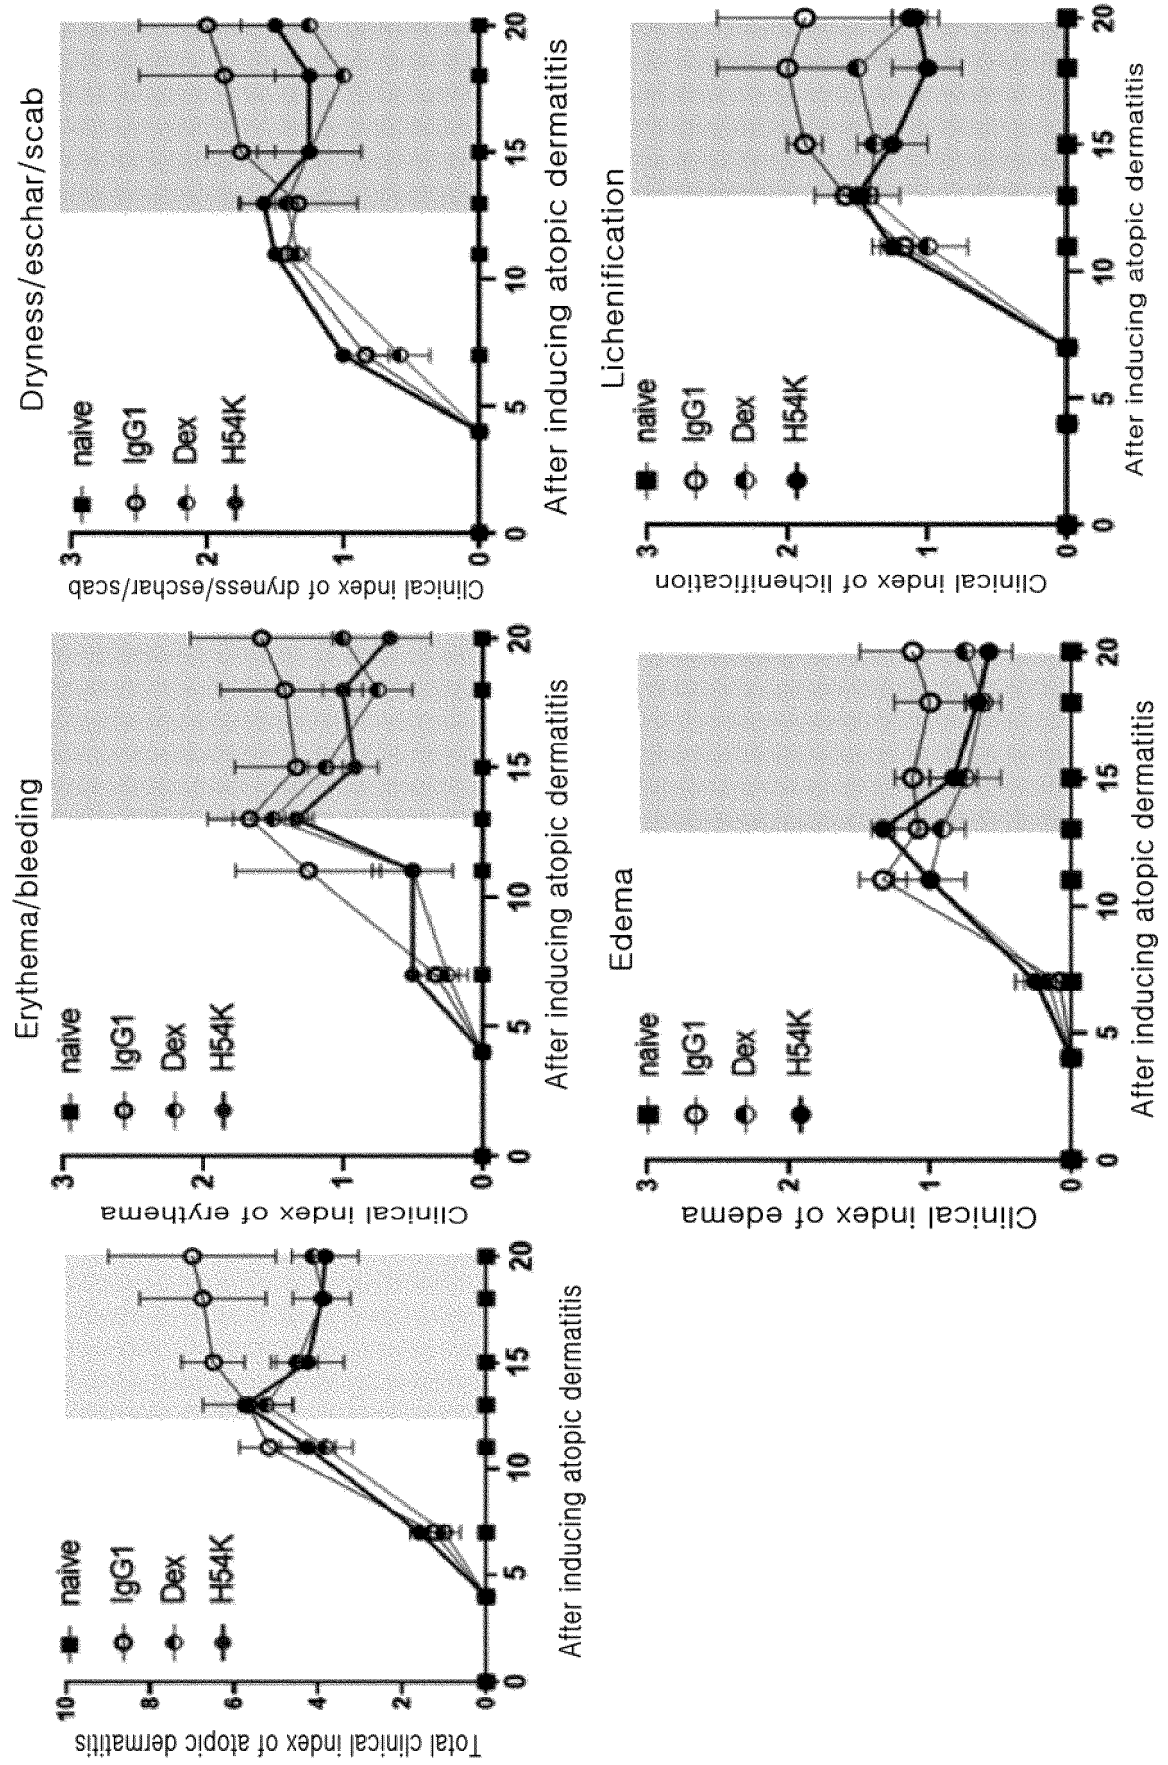 Total clinical index of atopic dermatitis
10
8
6
4
2
0
naive
IgG1
Dex
H54K
0 5 10 15 20
After inducing atopic dermatitis
Erythema/bleeding
Clinical index of erythema
3
2
1
0
naive
IgG1
Dex
H54K
0 5 10 15 20
After inducing atopic dermatitis
Dryness/eschar/scab
Clinical index of dryness/eschar/scab
3
2
1
0
naive
IgG1
Dex
H54K
0 5 10 15 20
After inducing atopic dermatitis
Edema
Clinical index of edema
3
2
1
0
naive
IgG1
Dex
H54K
0 5 10 15 20
After inducing atopic dermatitis
Lichenification
Clinical index of lichenification
3
2
1
0
naive
IgG1
Dex
H54K
0 5 10 15 20
After inducing atopic dermatitis